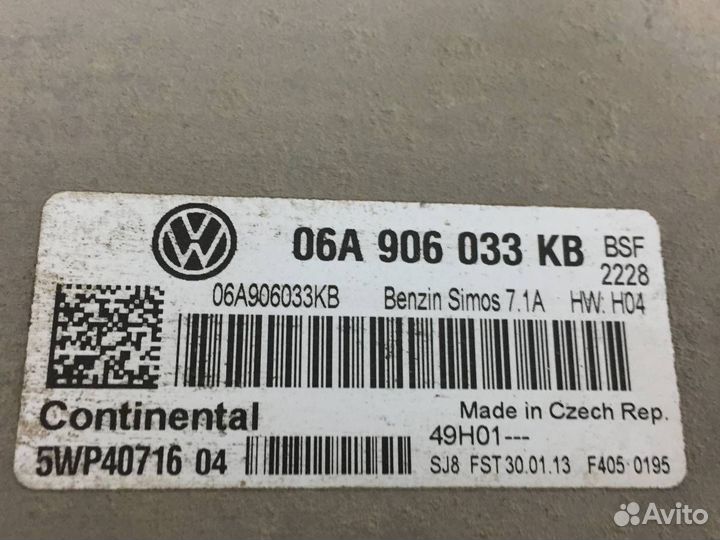 06A 906 033 KB BSF
2228
06A906033KB Benzin Simos 7.1A HW: H04
Continental Made in Czech Rep.
49H01---
5WP40716 04 SJ8 FST 30.01.13 F405 0195
Avito